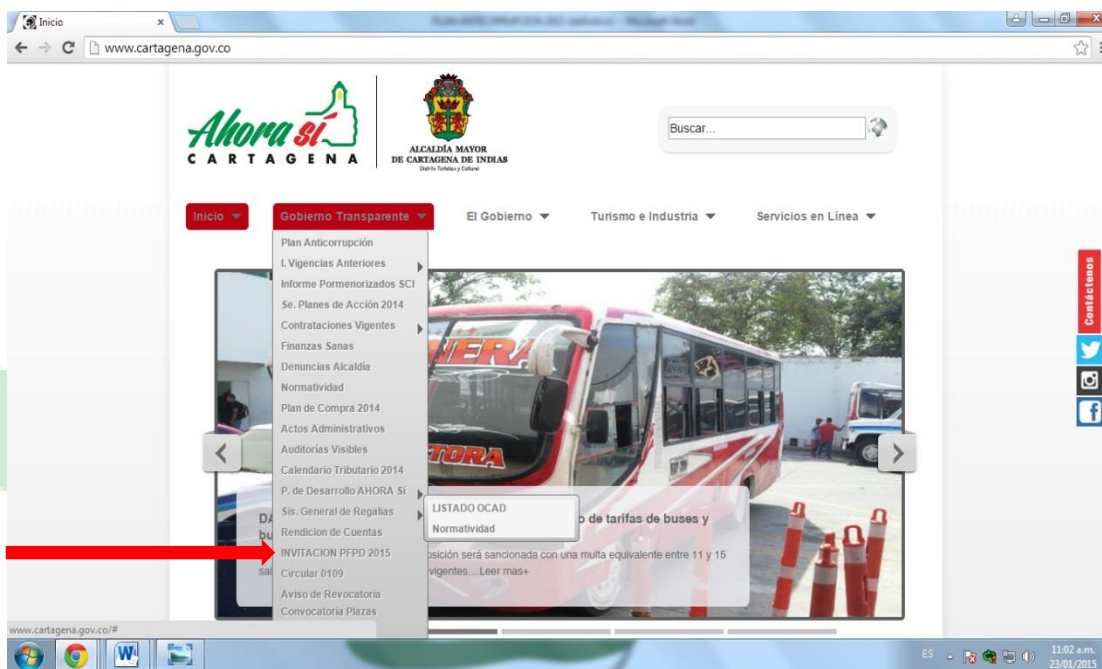 Inicio
www.cartagena.gov.co
Ahora sí
CARTAGENA
ALCALDÍA MAYOR
DE CARTAGENA DE INDIAS
Distrito Turístico y Cultural
Buscar...
Inicio
Gobierno Transparente
El Gobierno
Turismo e Industria
Servicios en Línea
Plan Anticorrupción
I. Vigencias Anteriores
Informe Pormenorizados SCI
Se. Planes de Acción 2014
Contrataciones Vigentes
Finanzas Sanas
Denuncias Alcaldía
Normatividad
Plan de Compra 2014
Actos Administrativos
Auditorías Visibles
Calendario Tributario 2014
P. de Desarrollo AHORA Sí
Sis. General de Regalias
Rendicion de Cuentas
INVITACION PFPD 2015
Circular 0109
Aviso de Revocatoria
Convocatoria Plazas
LISTADO OCAD
Normatividad
o de tarifas de buses y
será sancionada con una multa equivalente entre 11 y 15
vigentes....Leer mas+
Contáctenos
www.cartagena.gov.co/#
ES
11:02 a.m.
23/01/2015